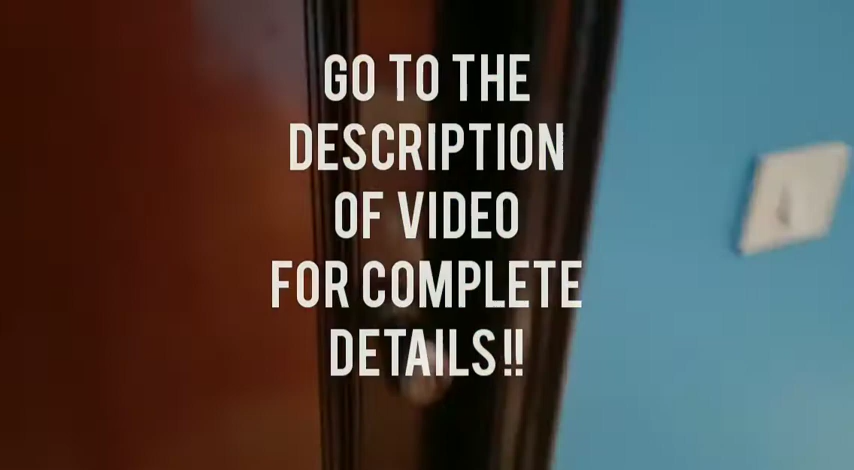 GO TO THE
DESCRIPTION
OF VIDEO
FOR COMPLETE
DETAILS!!